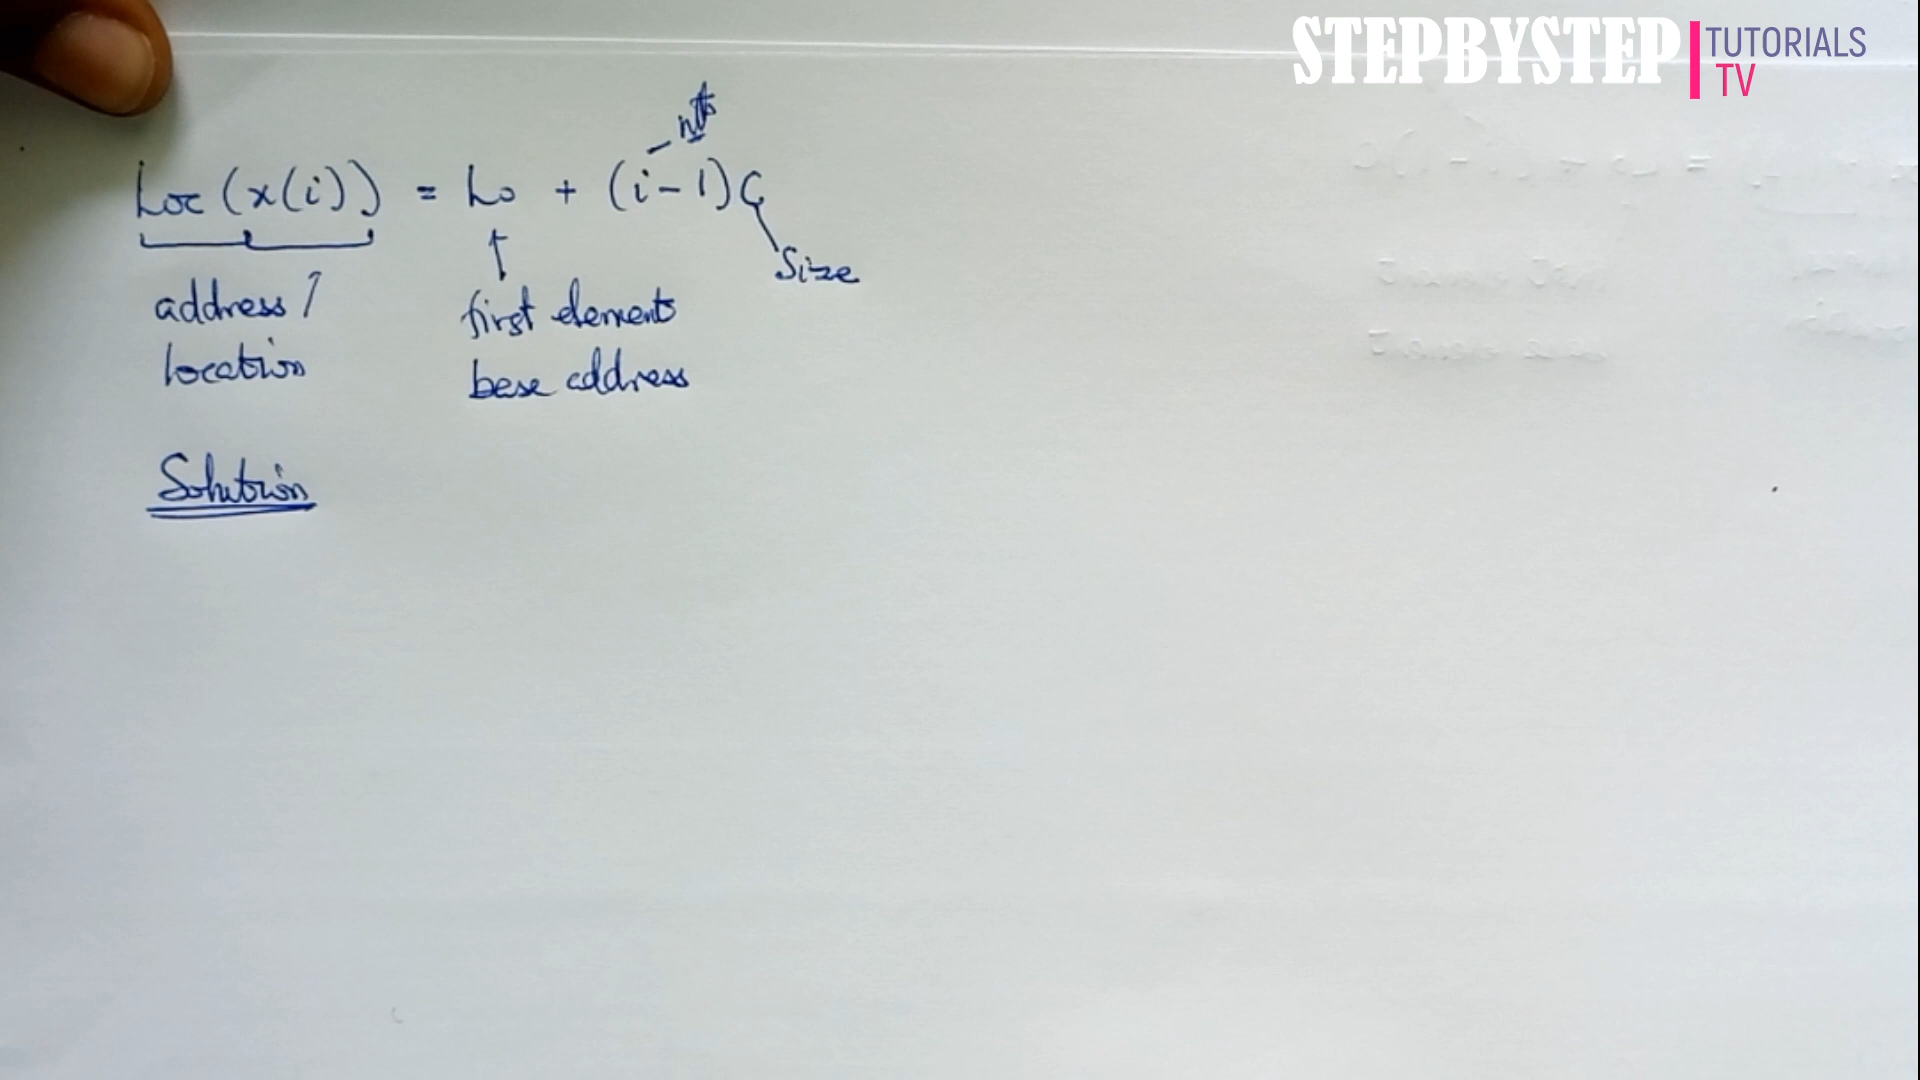 STEPBYSTEP TUTORIALS TV
nth
Loc (x(i)) = Lo + (i-1)C
Size
address / first element
location base address
Solution